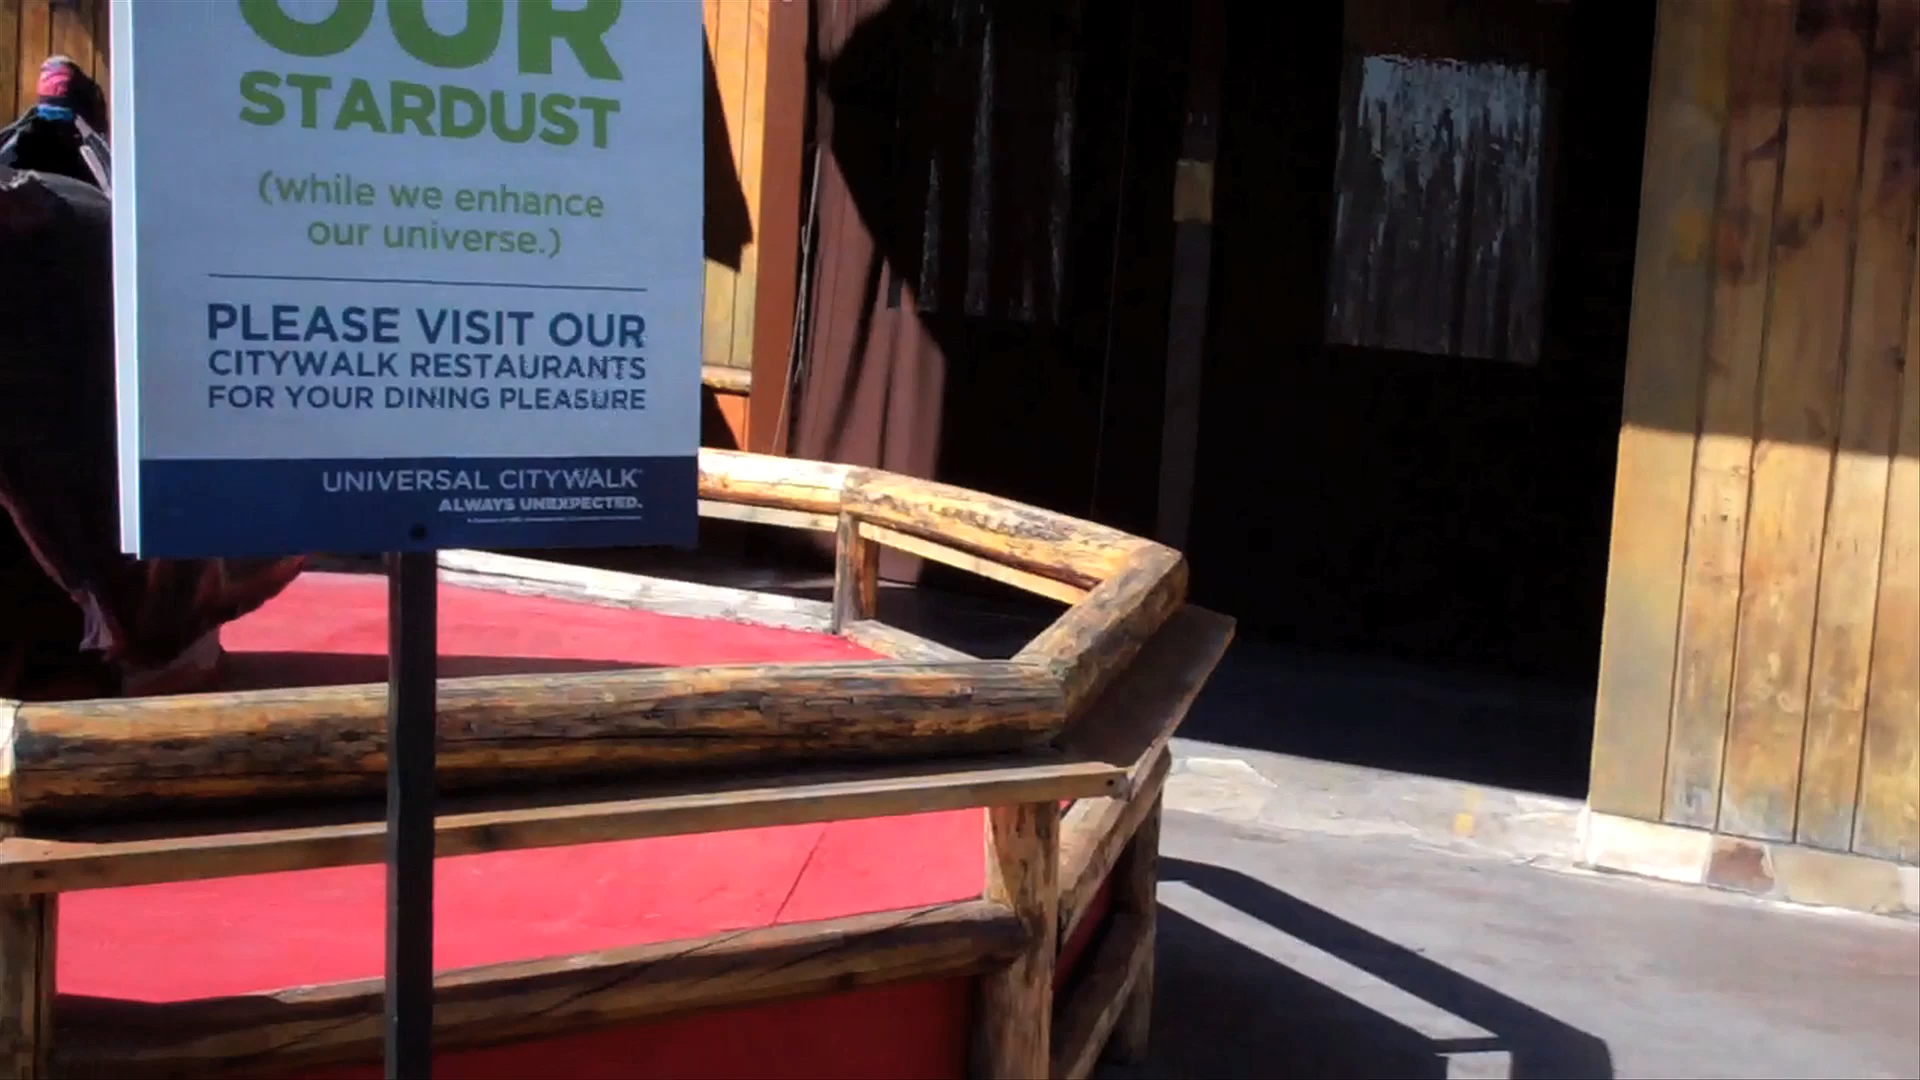 OUR
STARDUST
(while we enhance
our universe.)
PLEASE VISIT OUR
CITYWALK RESTAURANTS
FOR YOUR DINING PLEASURE
UNIVERSAL CITYWALK
ALWAYS UNEXPECTED.